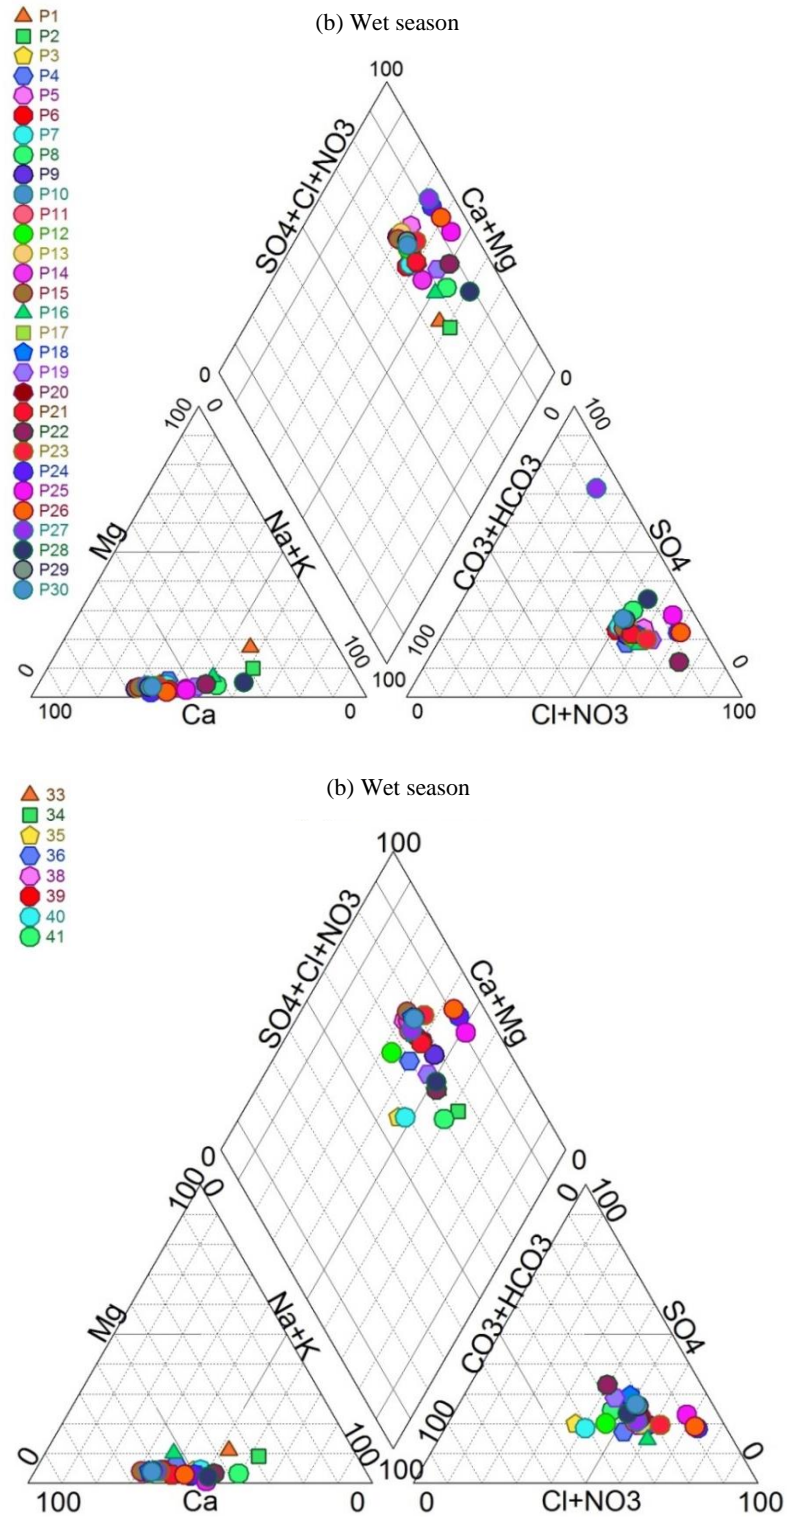 (b) Wet season
P1
P2
P3
P4
P5
P6
P7
P8
P9
P10
P11
P12
P13
P14
P15
P16
P17
P18
P19
P20
P21
P22
P23
P24
P25
P26
P27
P28
P29
P30
100
SO4+Cl+NO3
Ca+Mg
0
0
100
0
0
100
Mg
Na+K
CO3+HCO3
SO4
0
100
100
0
100
Ca
0
100
0
Cl+NO3
100
(b) Wet season
33
34
35
36
38
39
40
41
100
SO4+Cl+NO3
Ca+Mg
0
0
100
0
0
100
Mg
Na+K
CO3+HCO3
SO4
0
100
100
0
100
Ca
0
100
0
Cl+NO3
100